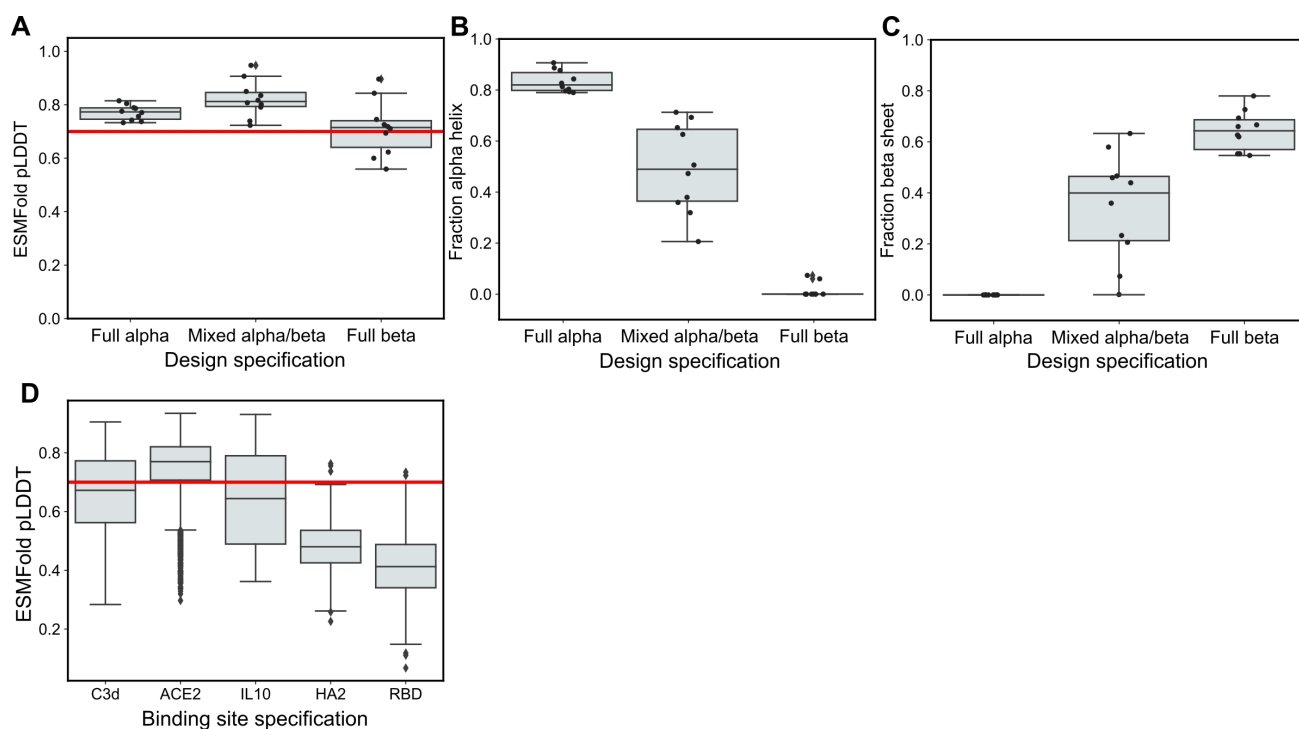 A
ESMFold pLDDT
1.0
0.8
0.6
0.4
0.2
0.0
Full alpha Mixed alpha/beta Full beta
Design specification
B
Fraction alpha helix
1.0
0.8
0.6
0.4
0.2
0.0
Full alpha Mixed alpha/beta Full beta
Design specification
C
Fraction beta sheet
1.0
0.8
0.6
0.4
0.2
0.0
Full alpha Mixed alpha/beta Full beta
Design specification
D
ESMFold pLDDT
0.8
0.6
0.4
0.2
C3d ACE2 IL10 HA2 RBD
Binding site specification